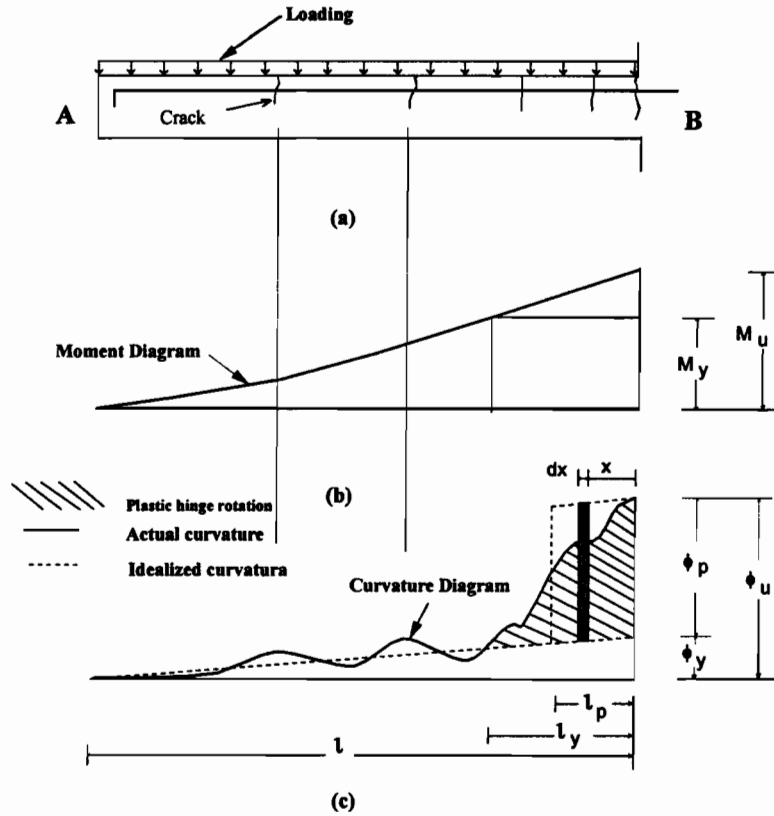 Loading
A
Crack
B
(a)
Moment Diagram
M y
M u
dx x
Plastic hinge rotation
(b)
Actual curvature
Idealized curvatura
Curvature Diagram
ϕ p
ϕ u
ϕ y
l p
l y
l
(c)